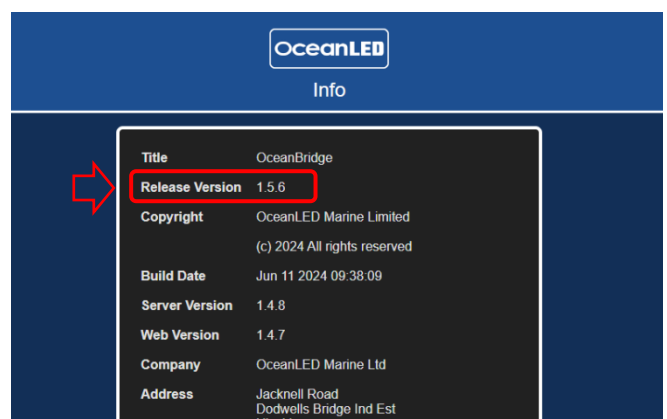 OceanLED
Info
Title OceanBridge
Release Version 1.5.6
Copyright OceanLED Marine Limited
(c) 2024 All rights reserved
Build Date Jun 11 2024 09:38:09
Server Version 1.4.8
Web Version 1.4.7
Company OceanLED Marine Ltd
Address Jacknell Road
Dodwells Bridge Ind Est